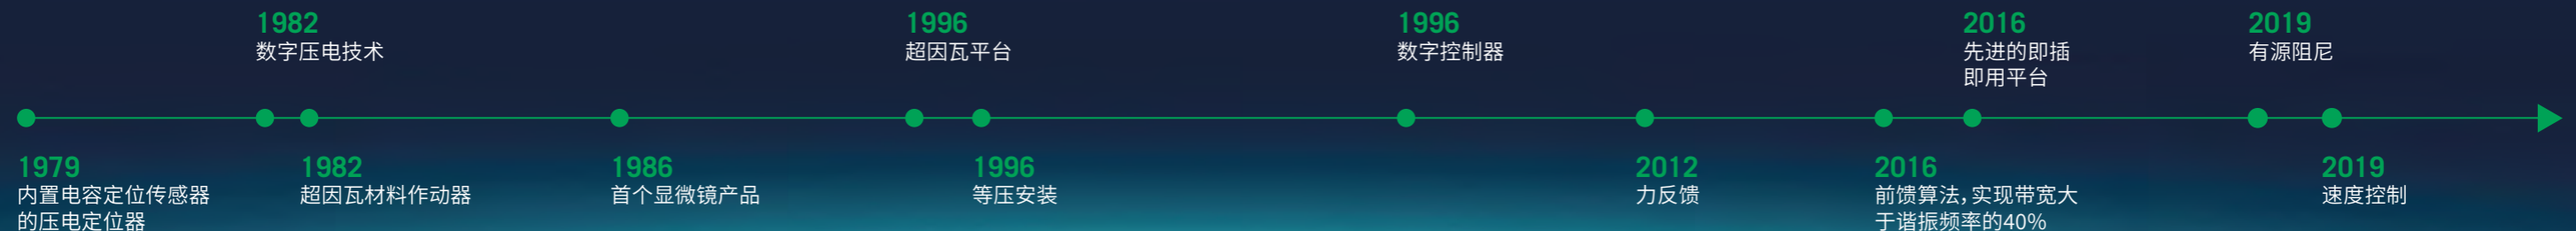 1979
内置电容定位传感器
的压电定位器
1982
数字压电技术
1982
超因瓦材料作动器
1986
首个显微镜产品
1996
超因瓦平台
1996
等压安装
1996
数字控制器
2012
力反馈
2016
前馈算法，实现带宽大
于谐振频率的40%
2016
先进的即插
即用平台
2019
有源阻尼
2019
速度控制